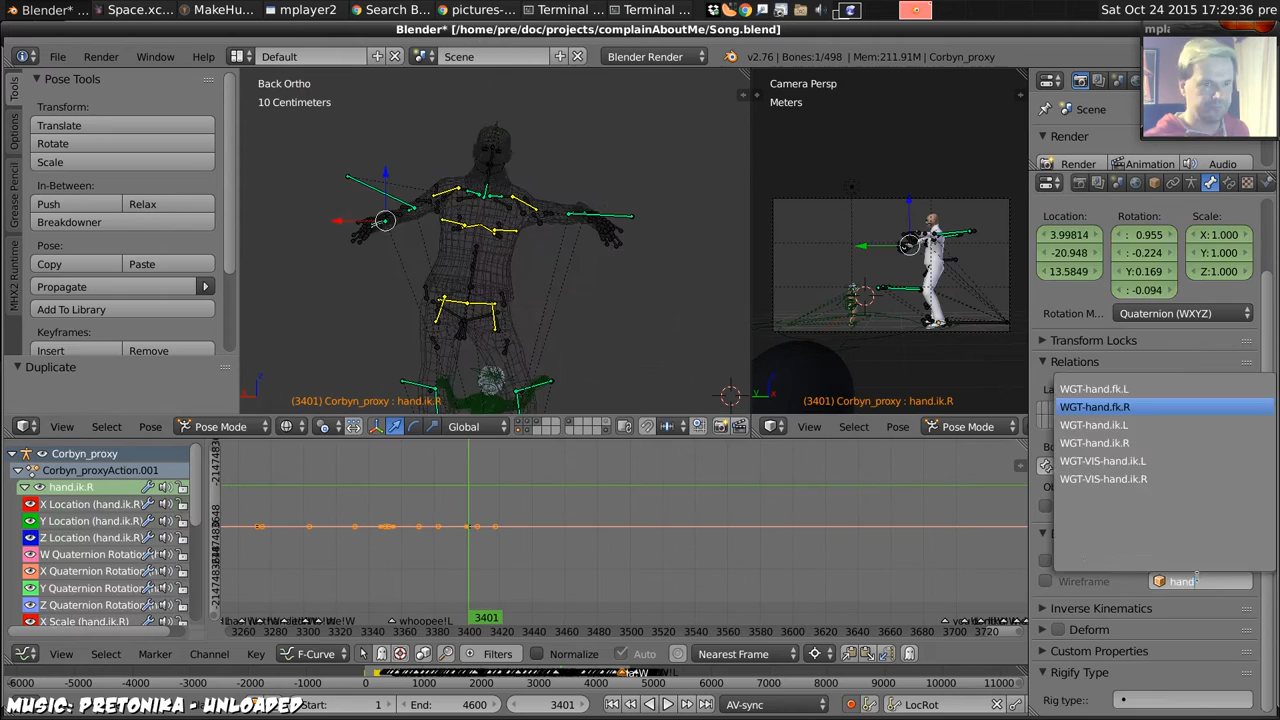 Blender*
Space.xc...
MakeHu...
mplayer2
Search B...
pictures-...
Terminal ...
Terminal ...
Sat Oct 24 2015 17:29:36 pre
Blender* [/home/pre/doc/projects/complainAboutMe/Song.blend]
File Render Window Help
Default
Scene
Blender Render
v2.76 | Bones:1/498 | Mem:211.91M | Corbyn_proxy
Tools
Options
Grease Pencil
Animation
MHX2 Runtime
Pose Tools
Transform:
Translate
Rotate
Scale
In-Between:
Push Relax
Breakdowner
Pose:
Copy Paste
Propagate
Add To Library
Keyframes:
Insert Remove
Duplicate
Back Ortho
10 Centimeters
(3401) Corbyn_proxy : hand.ik.R
Camera Persp
Meters
(3401) Corbyn_proxy : hand.ik.R
View Select Pose
Pose Mode
Global
View Select Pose
Pose Mode
Scene
Render
Render Animation Audio
Location: Rotation: Scale:
3.99814 : 0.955 X:1.000
-20.948 : -0.224 Y:1.000
13.5849 Y:0.169 Z:1.000
: -0.094
Rotation M... Quaternion (WXYZ)
Transform Locks
Relations
WGT-hand.fk.L
WGT-hand.fk.R
WGT-hand.ik.L
WGT-hand.ik.R
WGT-VIS-hand.ik.L
WGT-VIS-hand.ik.R
Wireframe hand
Inverse Kinematics
Deform
Custom Property
Rigify Type
Rig type::
Corbyn_proxy
Corbyn_proxyAction.001
hand.ik.R
X Location (hand.ik.R)
Y Location (hand.ik.R)
Z Location (hand.ik.R)
W Quaternion Rotatio
X Quaternion Rotation
Y Quaternion Rotation
Z Quaternion Rotation
X Scale (hand.ik.R)
whoopee!L
3401
3260 3280 3300 3320 3340 3360 3380 3400 3420 3440 3460 3480 3500 3520 3540 3560 3580 3600 3620 3640 3660 3680 3700 3720
View Select Marker Channel Key
F-Curve
Filters
Normalize
Auto
Nearest Frame
-6000 -5000 -4000 -3000 -2000 -1000 0 1000 2000 3000 4000 5000 6000 7000 8000 9000 10000 11000
Start: 1
End: 4600
3401
AV-sync
LocRot
MUSIC: PRETONIKA - UNLOADED